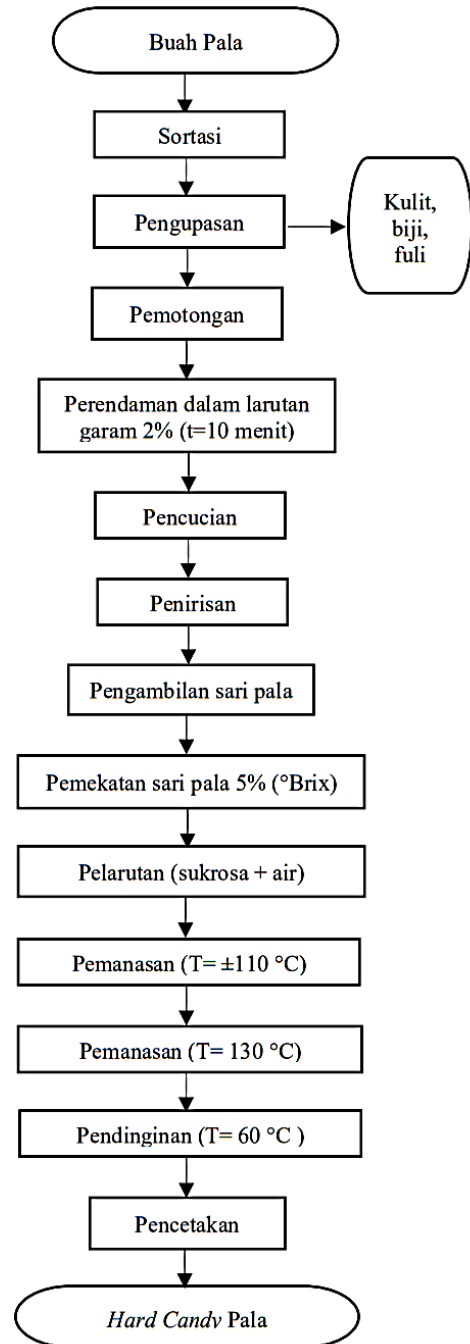 Buah Pala
Sortasi
Pengupasan
Kulit,
biji,
fuli
Pemotongan
Perendaman dalam larutan
garam 2% (t=10 menit)
Pencucian
Penirisan
Pengambilan sari pala
Pemekatan sari pala 5% (°Brix)
Pelarutan (sukrosa + air)
Pemanasan (T= ±110 °C)
Pemanasan (T= 130 °C)
Pendinginan (T= 60 °C )
Pencetakan
Hard Candy Pala